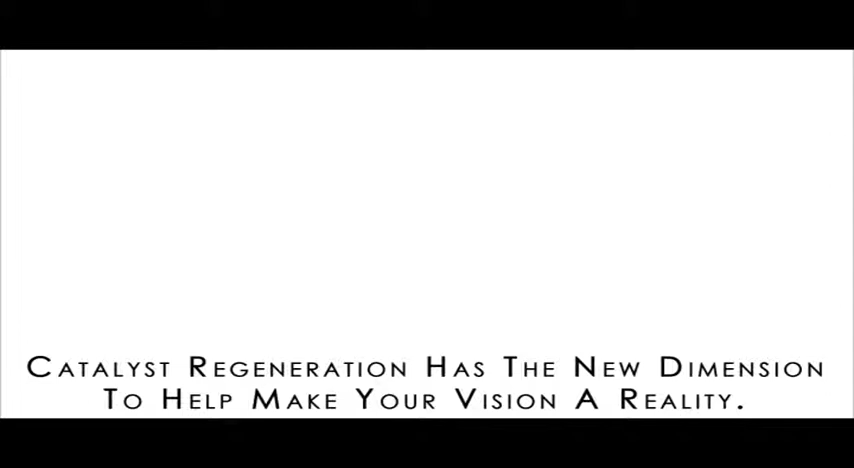 Catalyst Regeneration Has The New Dimension
To Help Make Your Vision A Reality.